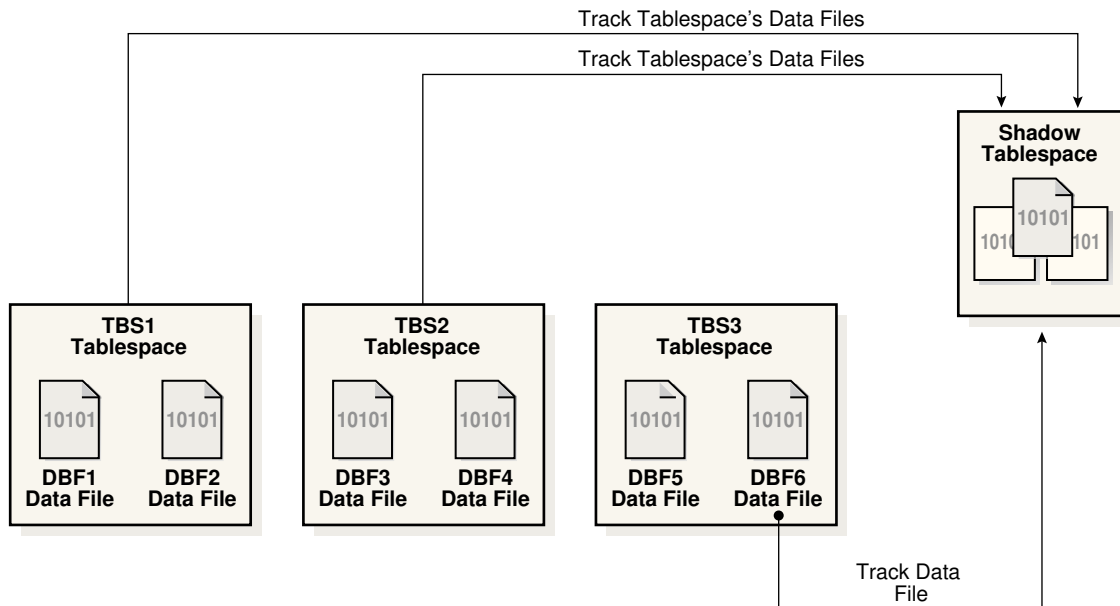 Track Tablespace's Data Files
Track Tablespace's Data Files
Shadow
Tablespace
10101
1010
101
TBS1
Tablespace
10101
10101
DBF1
Data File
DBF2
Data File
TBS2
Tablespace
10101
10101
DBF3
Data File
DBF4
Data File
TBS3
Tablespace
10101
10101
DBF5
Data File
DBF6
Data File
Track Data
File